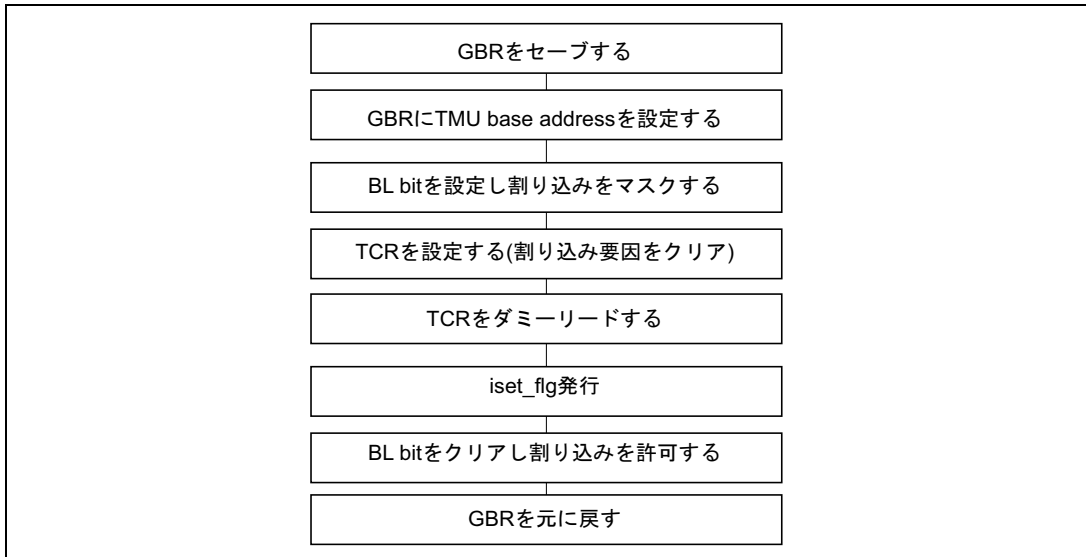 GBRをセーブする
GBRにTMU base addressを設定する
BL bitを設定し割り込みをマスクする
TCRを設定する(割り込み要因をクリア)
TCRをダミーリードする
iset_flg発行
BL bitをクリアし割り込みを許可する
GBRを元に戻す